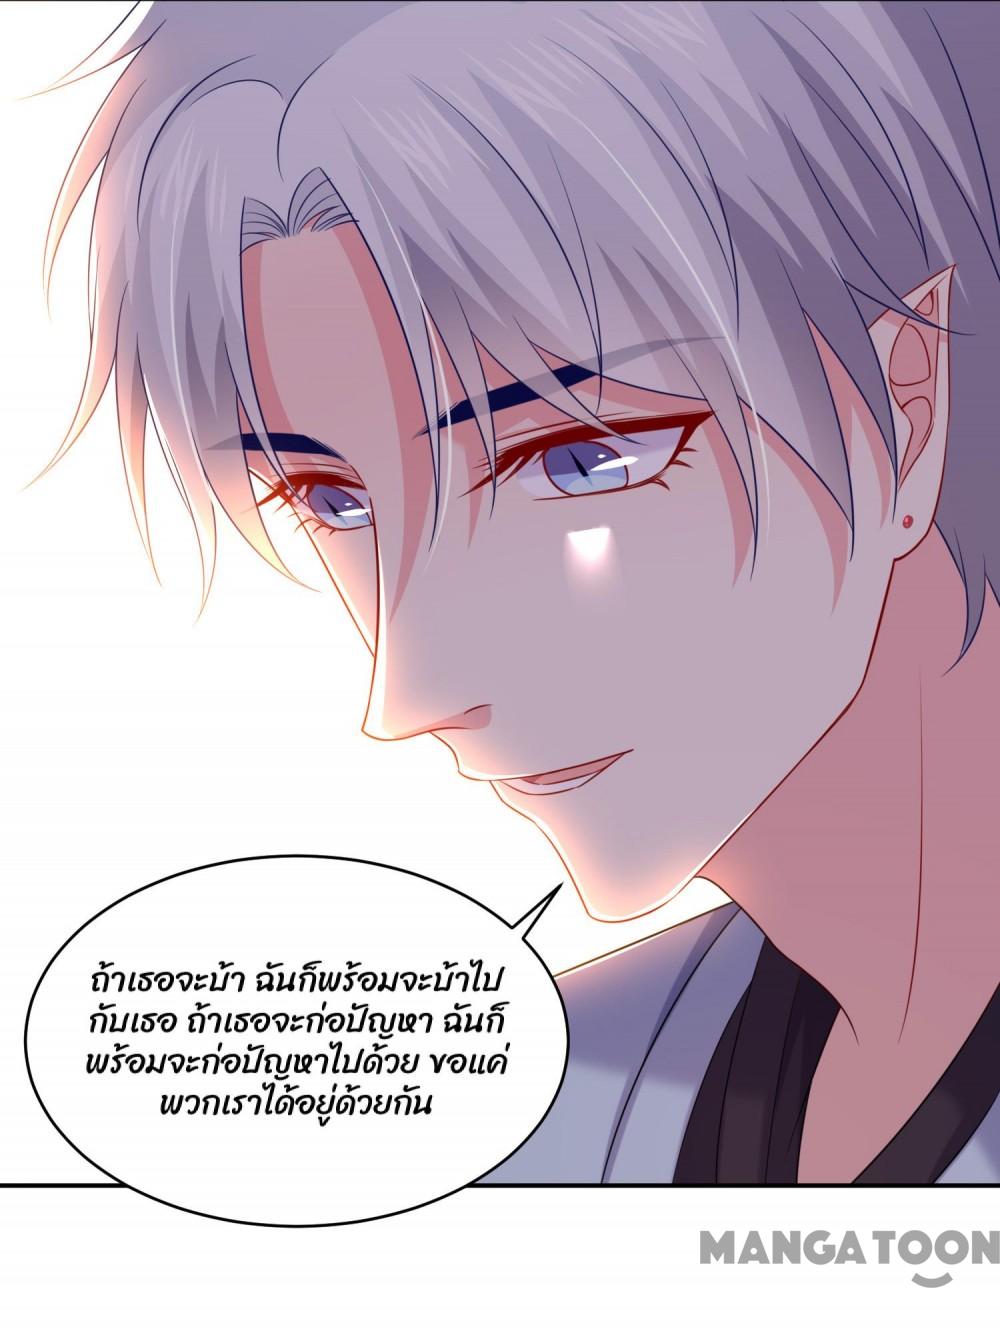 ถ้าเธอจะบ้า ฉันก็พร้อมจะบ้าไป
กับเธอ ถ้าเธอจะก่อปัญหา ฉันก็
พร้อมจะก่อปัญหาไปด้วย ขอแค่
พวกเราได้อยู่ด้วยกัน
MANGATOON